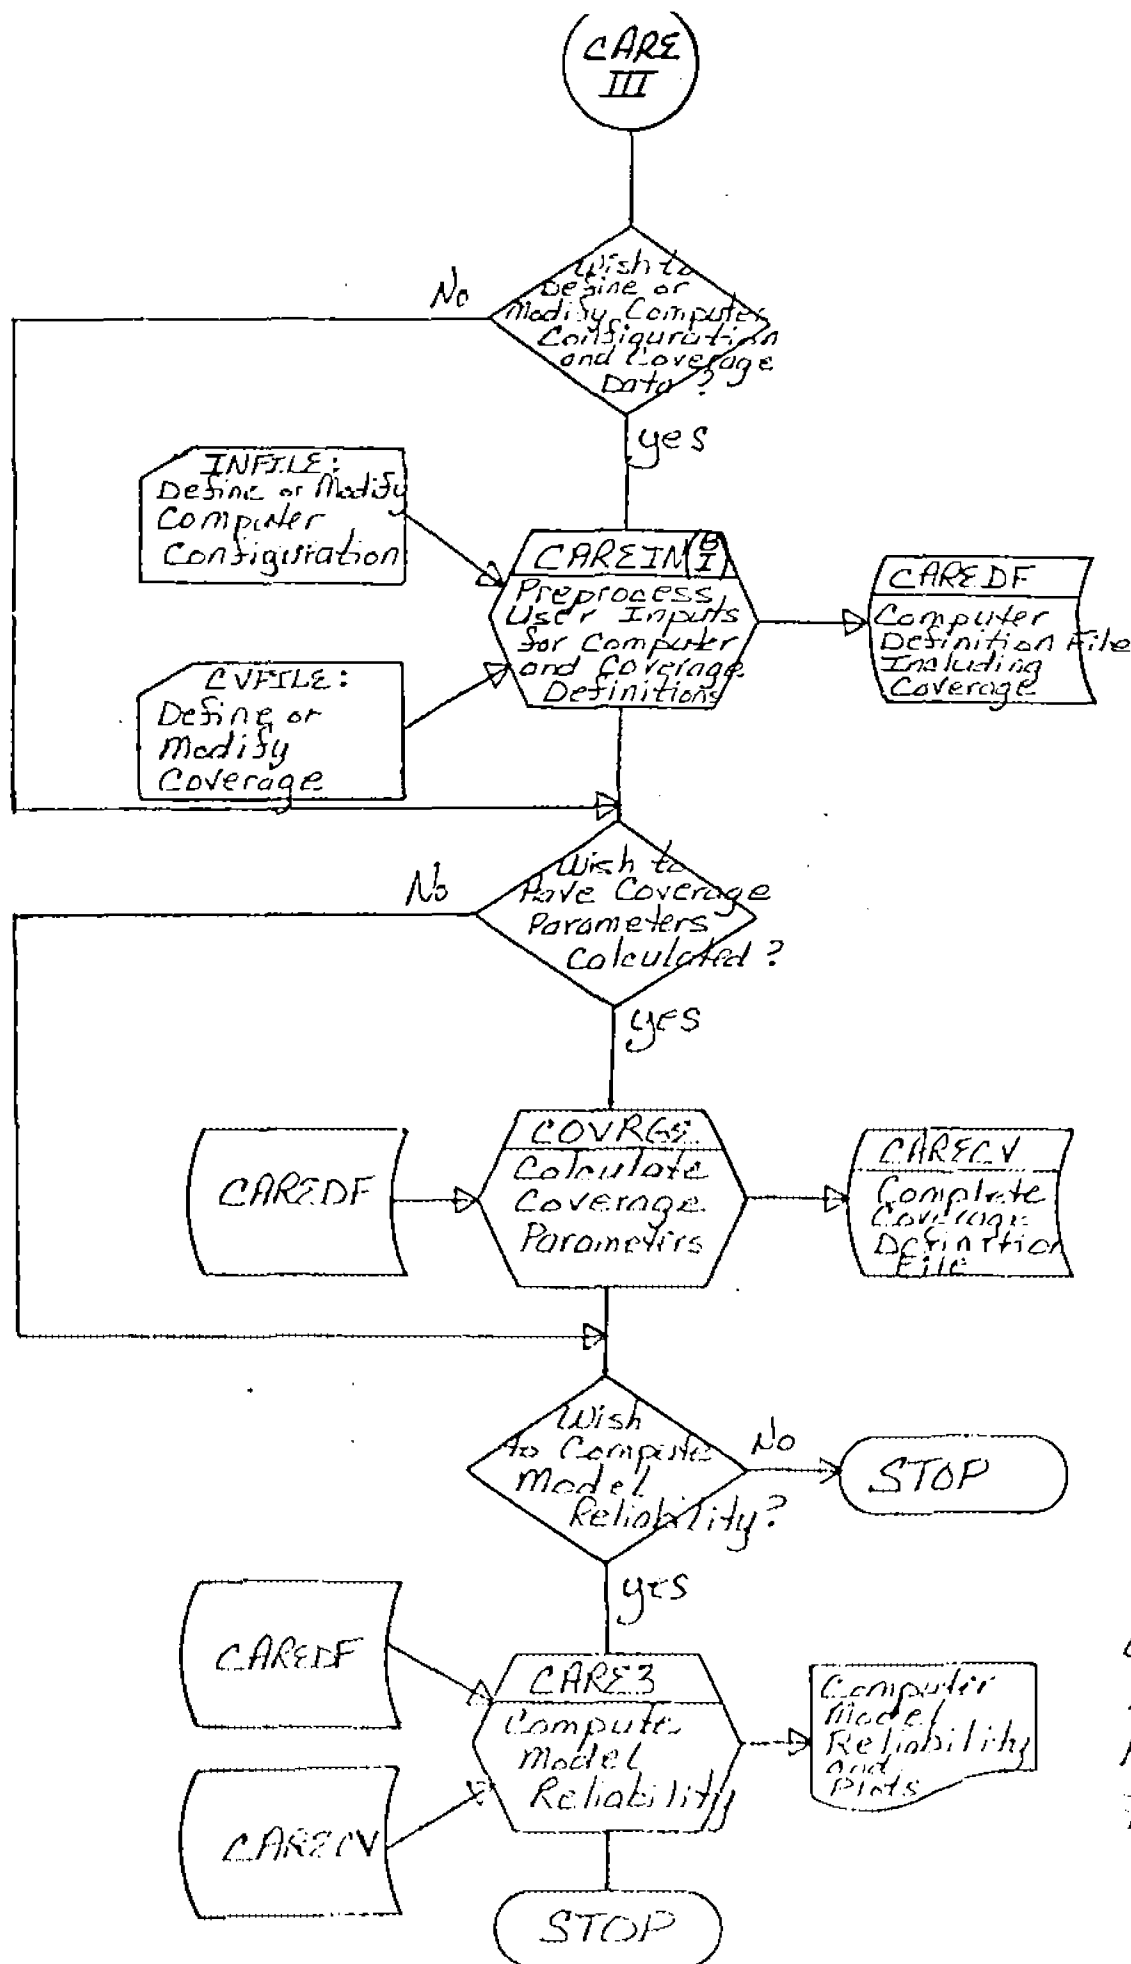 CARE
III
Wish to
Define or
Modify Computer
Configuration
and Coverage
Data?
No
yes
INFILE:
Define or Modify
Computer
Configuration
CAREIN(B/I)
Preprocess
User Inputs
for Computer
and Coverage
Definitions
CAREDF
Computer
Definition File
Including
Coverage
CVFILE:
Define or
Modify
Coverage
Wish to
Have Coverage
Parameters
Calculated?
No
yes
CAREDF
COVRGE
Calculate
Coverage
Parameters
CARECV
Complete
Coverage
Definition
File
Wish
to Compute
Model
Reliability?
No
STOP
yes
CAREDF
CARE3
Compute
Model
Reliability
Computer
Model
Reliability
and
Plots
CARECV
STOP